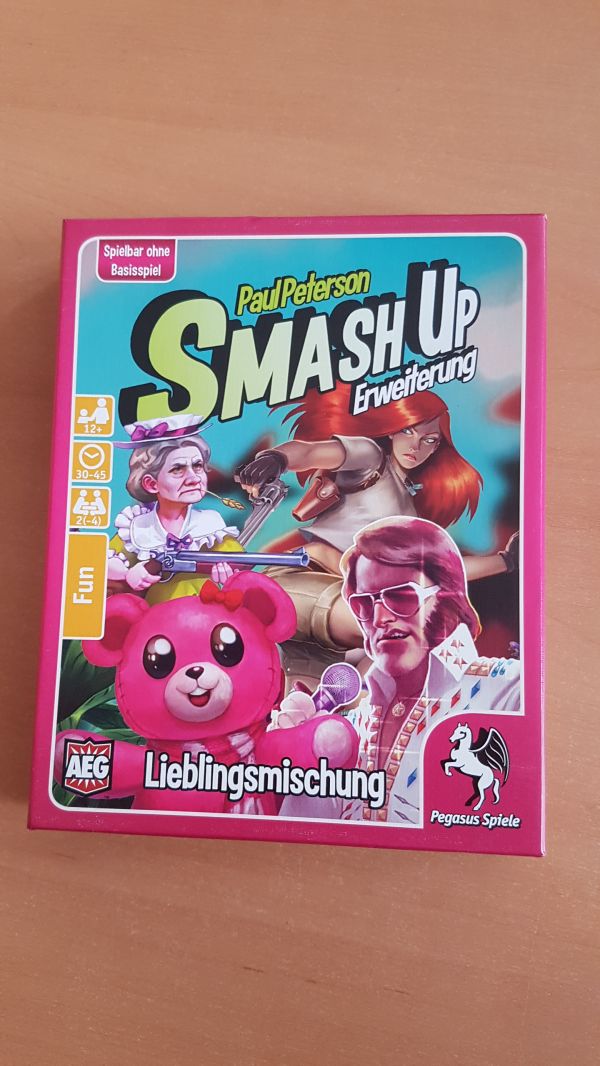 Spielbar ohne
Basisspiel
Paul Peterson
SMASH UP
Erweiterung
12+
30-45
2(-4)
Fun
AEG
Lieblingsmischung
Pegasus Spiele